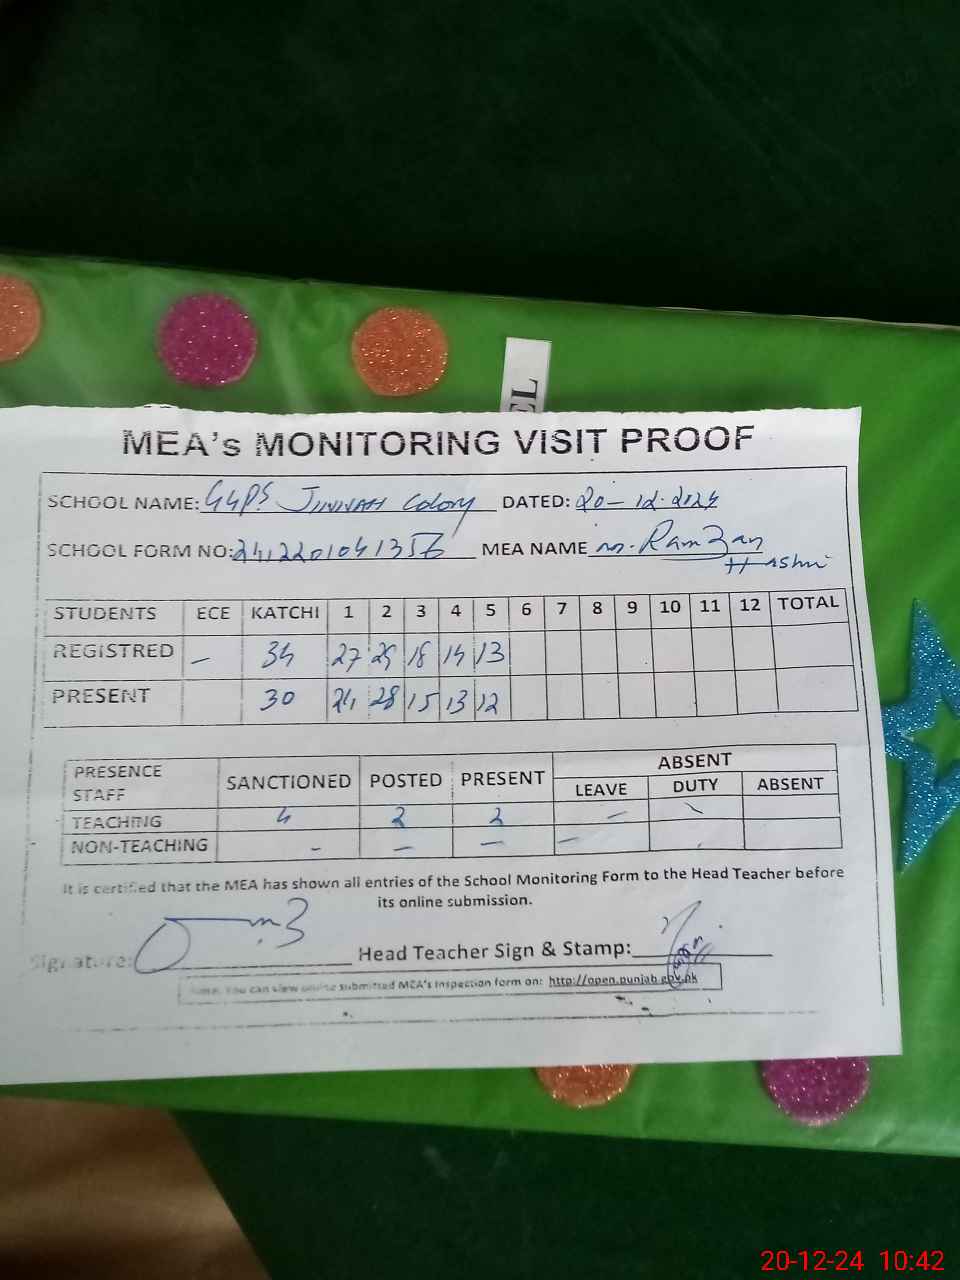 CL
MEA's MONITORING VISIT PROOF
SCHOOL NAME: GGPS JINNAH Colony DATED: 20-12-2024
SCHOOL FORM NO: MEA NAME M. Ramzan
Hashmi
STUDENTS ECE KATCHI 1 2 3 4 5 6 7 8 9 10 11 12 TOTAL
REGISTRED — 34 27 29 18 14 13
PRESENT 30 24 28 15 13 12
ABSENT
PRESENCE STAFF SANCTIONED POSTED PRESENT LEAVE DUTY ABSENT
TEACHING 4 2 2 — -
NON-TEACHING - — — —
It is certified that the MEA has shown all entries of the School Monitoring Form to the Head Teacher before
its online submission.
Signature: Head Teacher Sign & Stamp:
Note: You can view online submitted MEA's Inspection form on: http://open.punjab.gov.pk
20-12-24 10:42